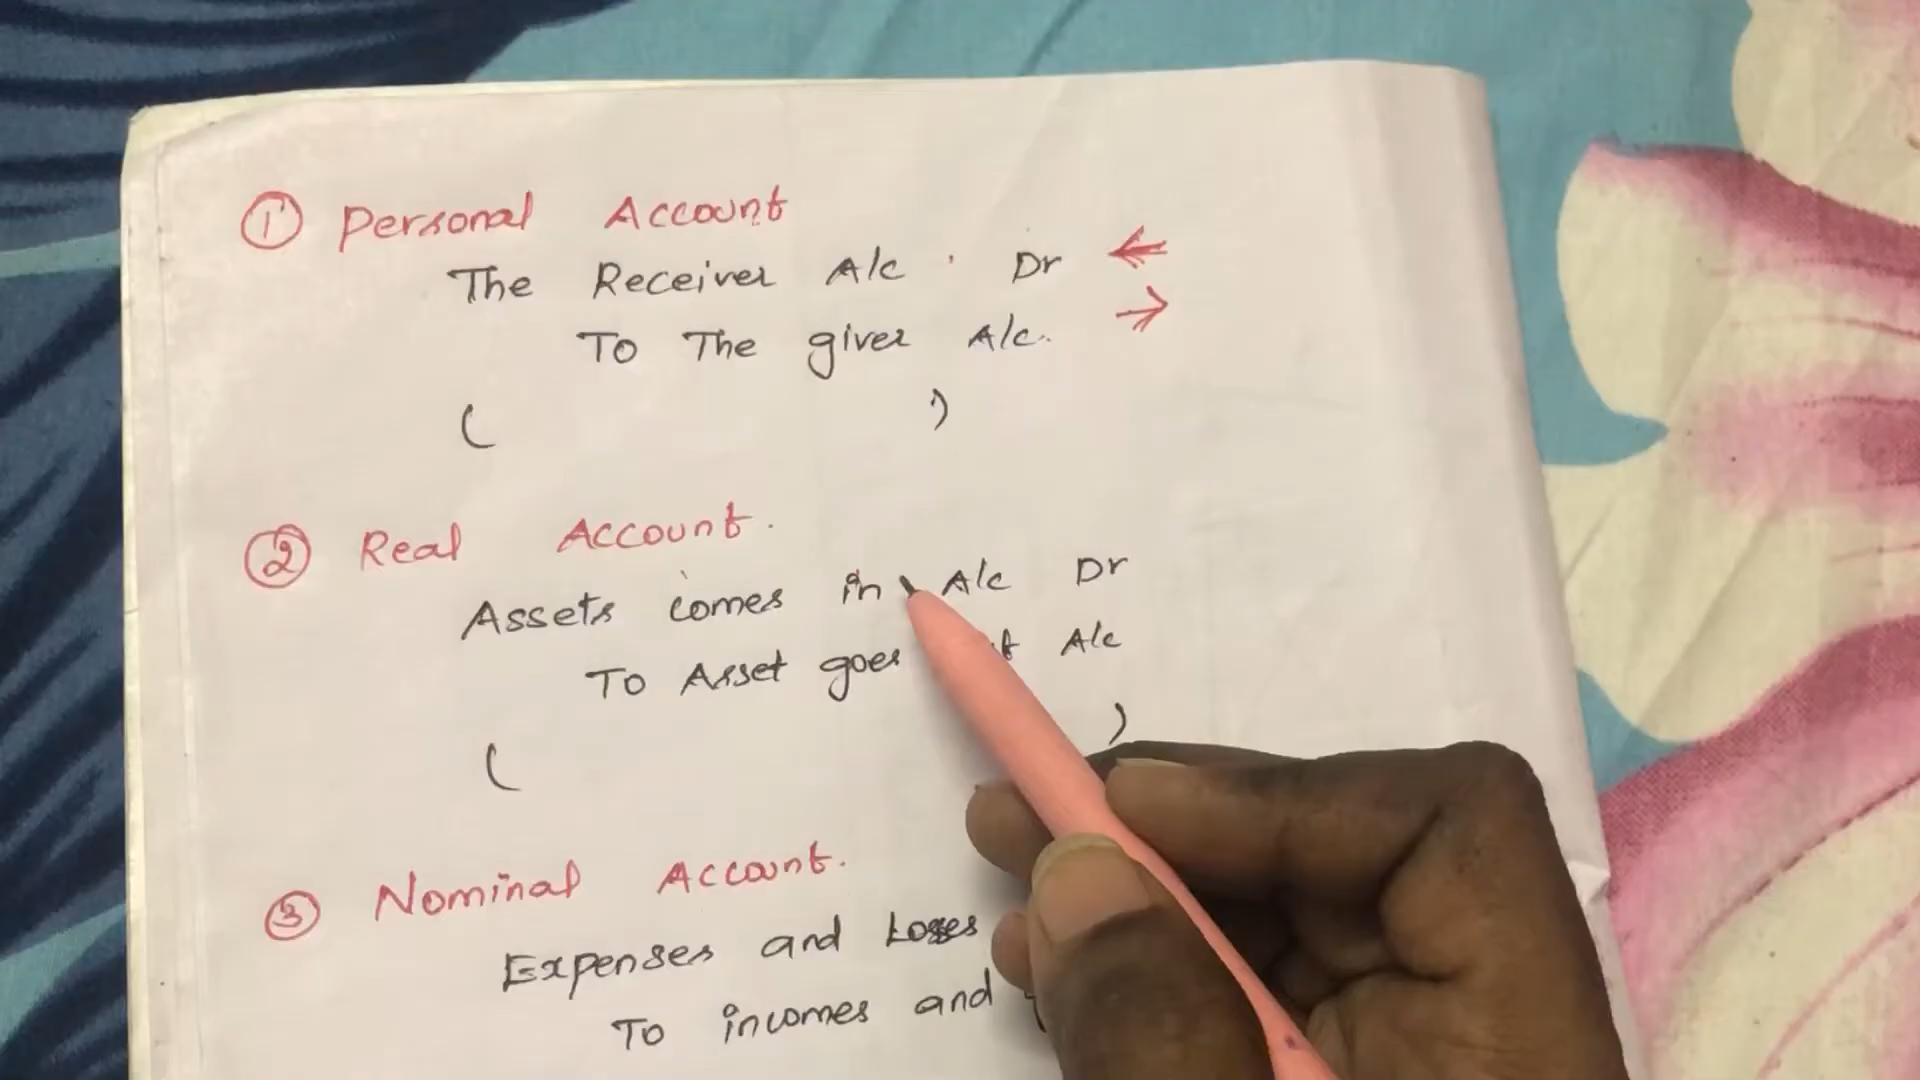 ① Personal Account
The Receiver A/c Dr ←
To The giver A/c. →
( )
② Real Account.
Assets comes in A/c Dr
To Asset goes A/c
( )
③ Nominal Account.
Expenses and Losses
To incomes and